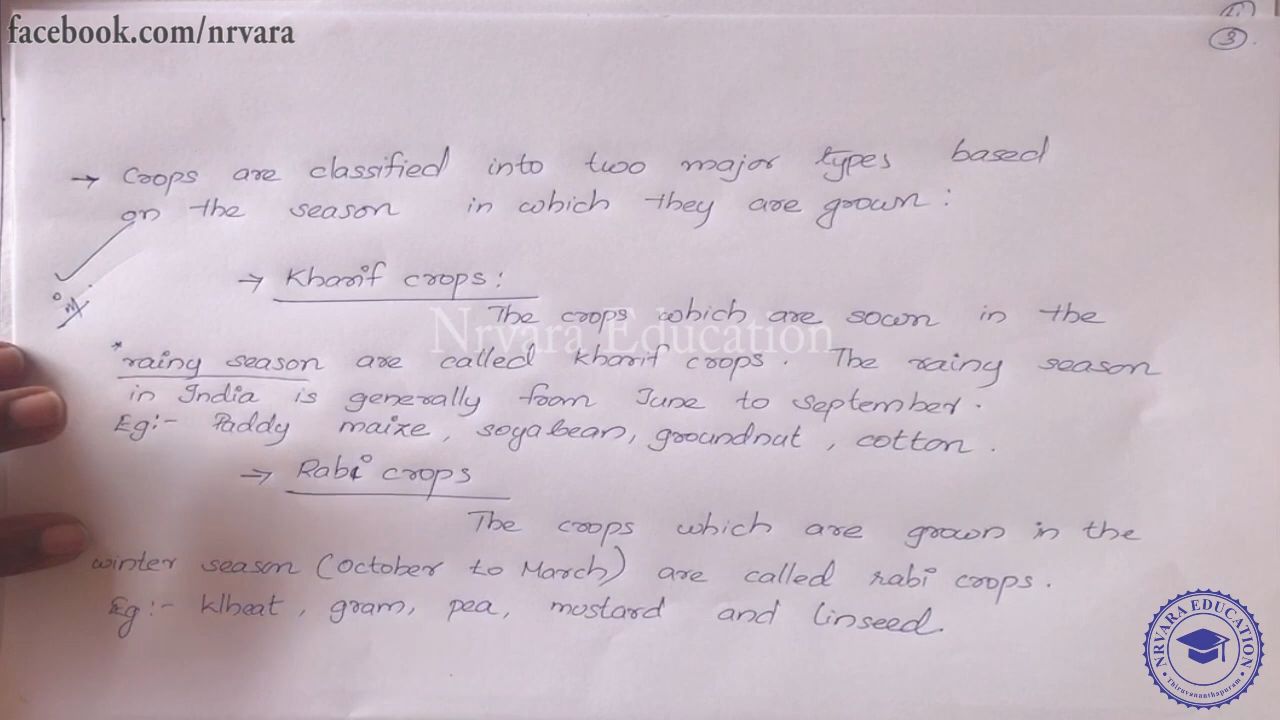 facebook.com/nrvara
3
→ Crops are classified into two major types based
on the season in which they are grown:
→ Kharif crops:
The crops which are sown in the
*rainy season are called kharif crops. The rainy season
in India is generally from June to September.
Eg:- Paddy maize, soyabean, groundnut, cotton.
→ Rabi crops
The crops which are grown in the
winter season (October to March) are called rabi crops.
Eg:- Wheat, gram, pea, mustard and linseed.
Nrvara Education
NRVARA EDUCATION
Thiruvananthapuram